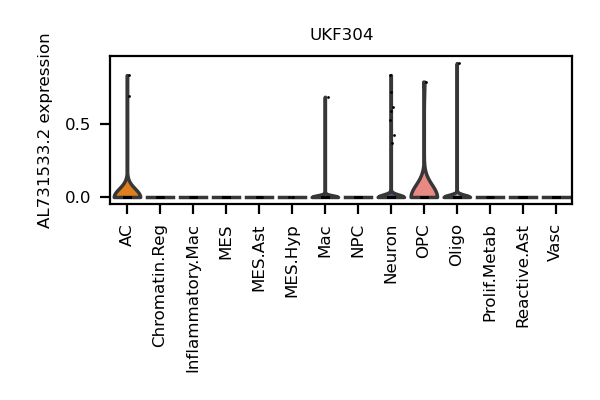 UKF304
AL731533.2 expression
0.5
0.0
AC
Chromatin.Reg
Inflammatory.Mac
MES
MES.Ast
MES.Hyp
Mac
NPC
Neuron
OPC
Oligo
Prolif.Metab
Reactive.Ast
Vasc